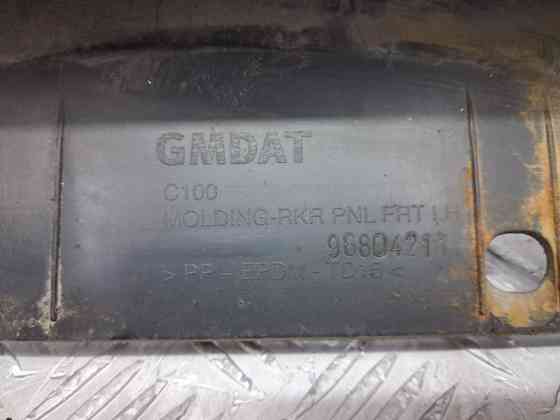 GMDAT
C100
MOLDING-RKR PNL FRT LH
96804211
>PP-EPDM-TD15<